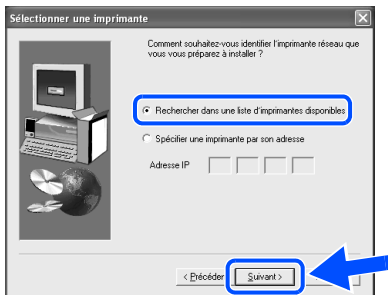 Sélectionner une imprimante
Comment souhaitez-vous identifier l'imprimante réseau que
vous vous préparez à installer ?
Rechercher dans une liste d'imprimantes disponibles
Spécifier une imprimante par son adresse
Adresse IP
< Précéder
Suivant >